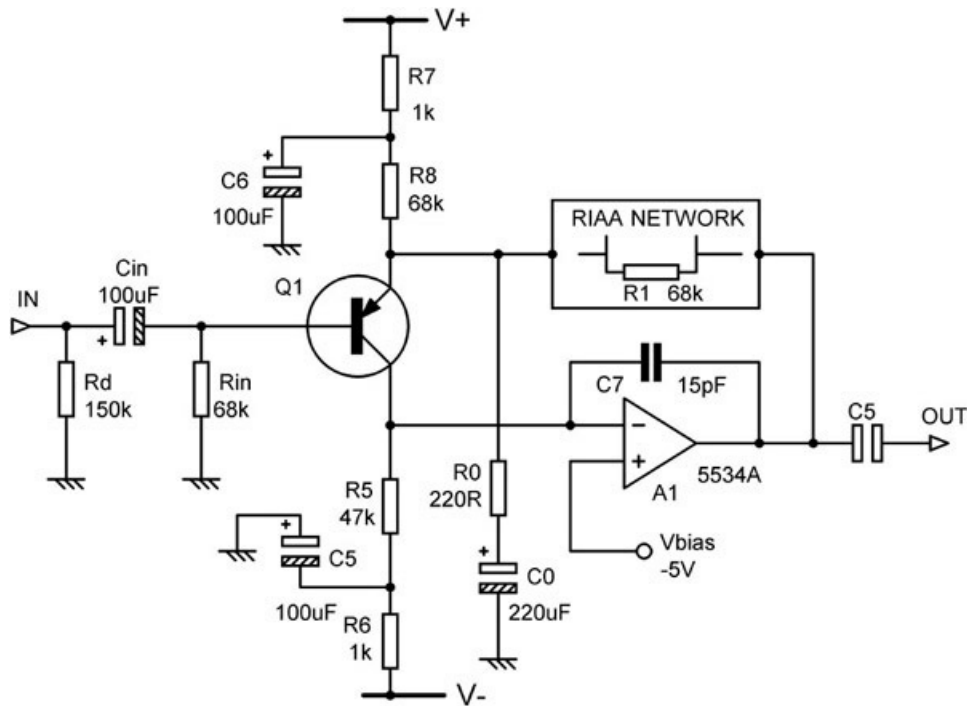 V+
R7
1k
+
C6
100uF
R8
68k
RIAA NETWORK
R1 68k
Cin
100uF
+
IN
Q1
Rd
150k
Rin
68k
C7
15pF
C5
OUT
−
+
5534A
A1
R0
220R
R5
47k
+
C5
100uF
Vbias
-5V
+
C0
220uF
R6
1k
V-